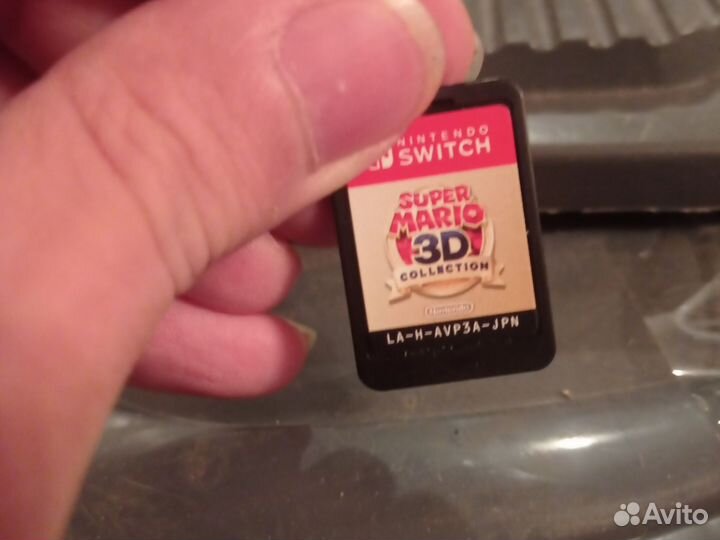 NINTENDO
SWITCH
SUPER
MARIO
3D
COLLECTION
Nintendo
LA-H-AVP3A-JPN
Avito